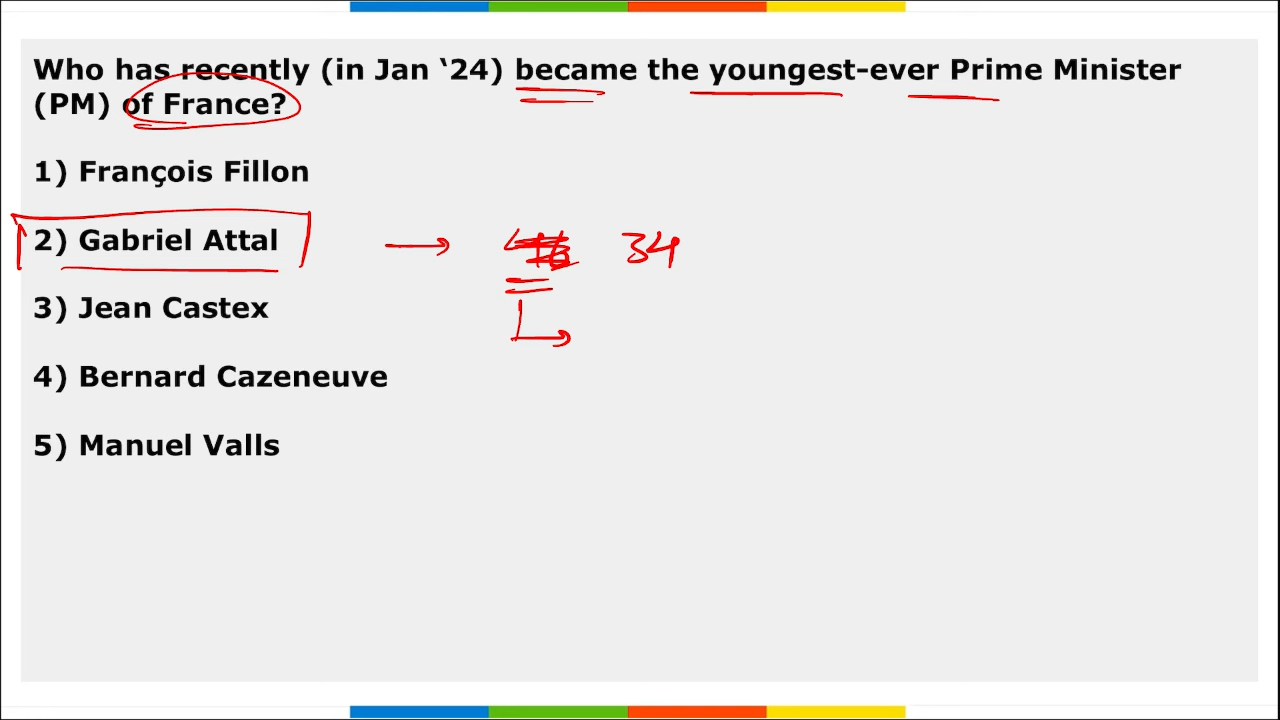 Who has recently (in Jan ‘24) became the youngest-ever Prime Minister
(PM) of France?
1) François Fillon
2) Gabriel Attal 34
3) Jean Castex
4) Bernard Cazeneuve
5) Manuel Valls